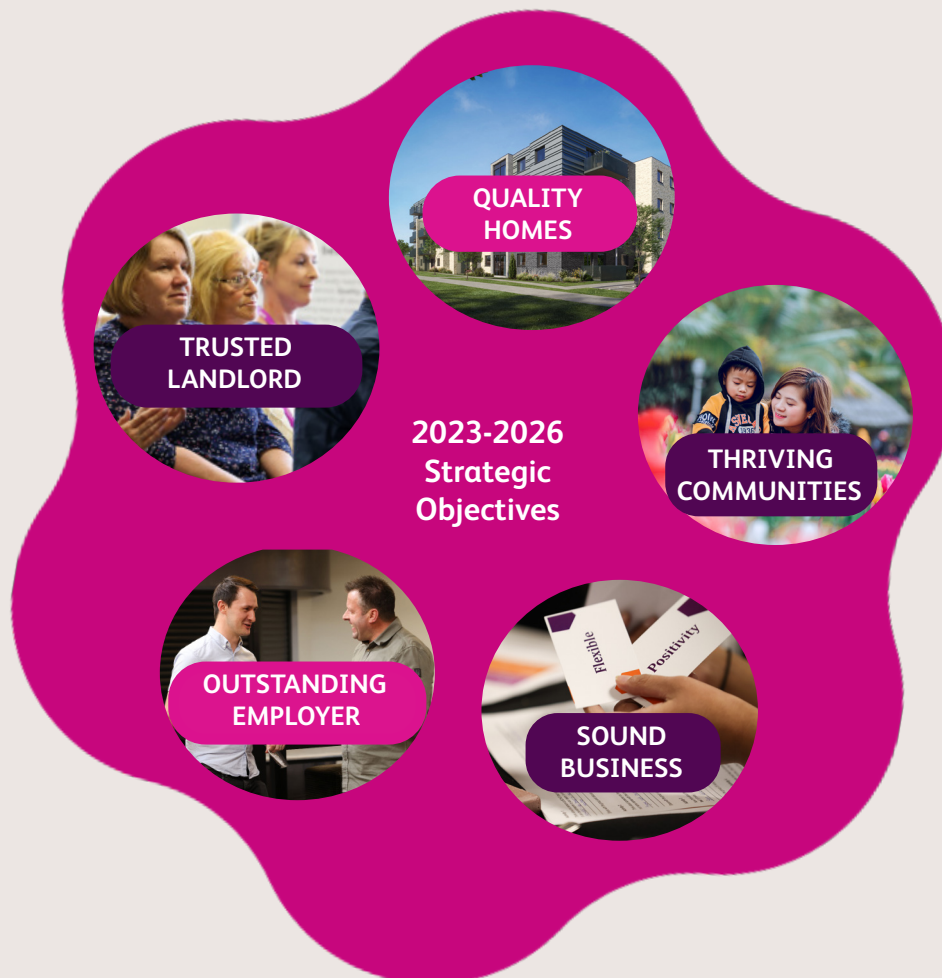 QUALITY
HOMES
TRUSTED
LANDLORD
2023-2026
Strategic
Objectives
THRIVING
COMMUNITIES
OUTSTANDING
EMPLOYER
Flexible
Positivity
SOUND
BUSINESS